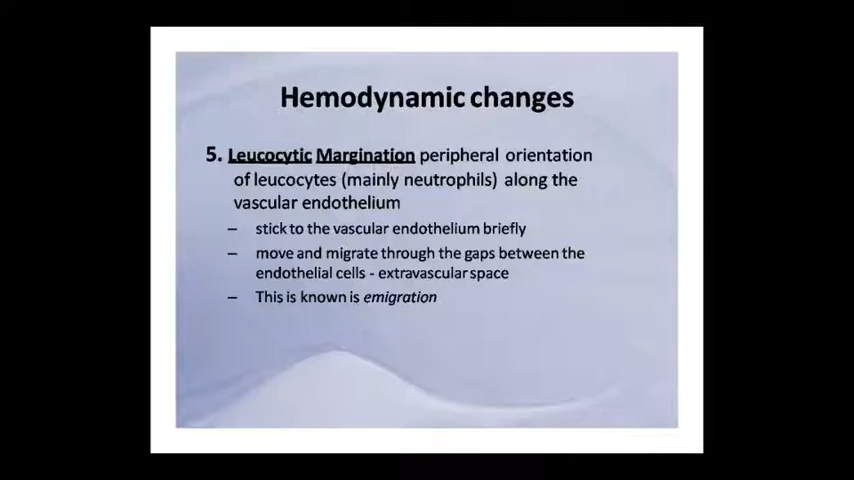 Hemodynamic changes
5. Leucocytic Margination peripheral orientation
of leucocytes (mainly neutrophils) along the
vascular endothelium
– stick to the vascular endothelium briefly
– move and migrate through the gaps between the
endothelial cells - extravascular space
– This is known is emigration